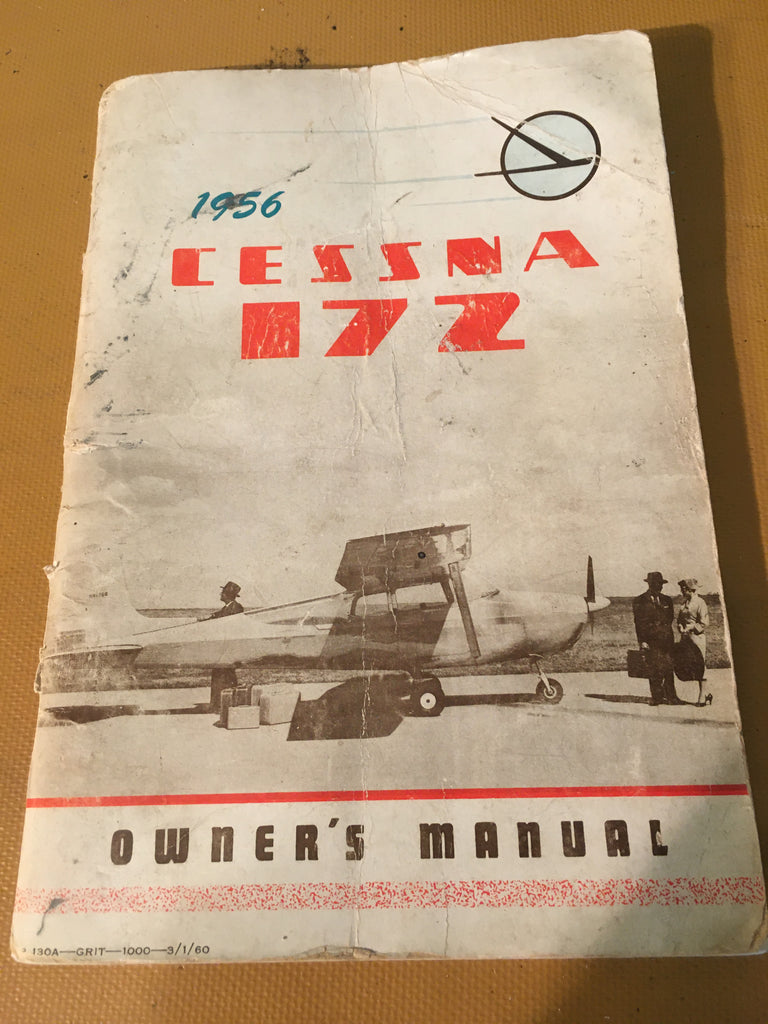 1956
CESSNA
172
OWNER'S MANUAL
130A—GRIT—1000—3/1/60